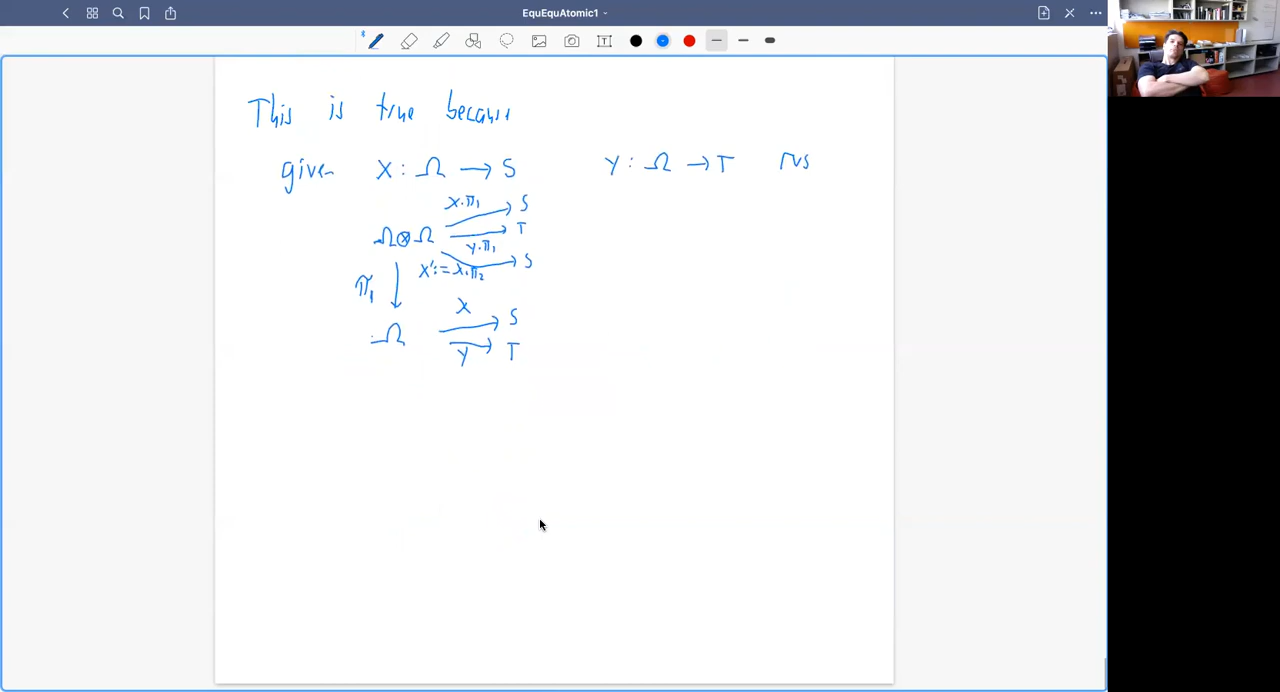 EquEquAtomic1
This is true because
given X : Ω → S Y : Ω → T rvs
X.π₁ S
Ω⊗Ω T
Y.π₁
X' := X.π₂ S
π₁
X
Ω S
Y T